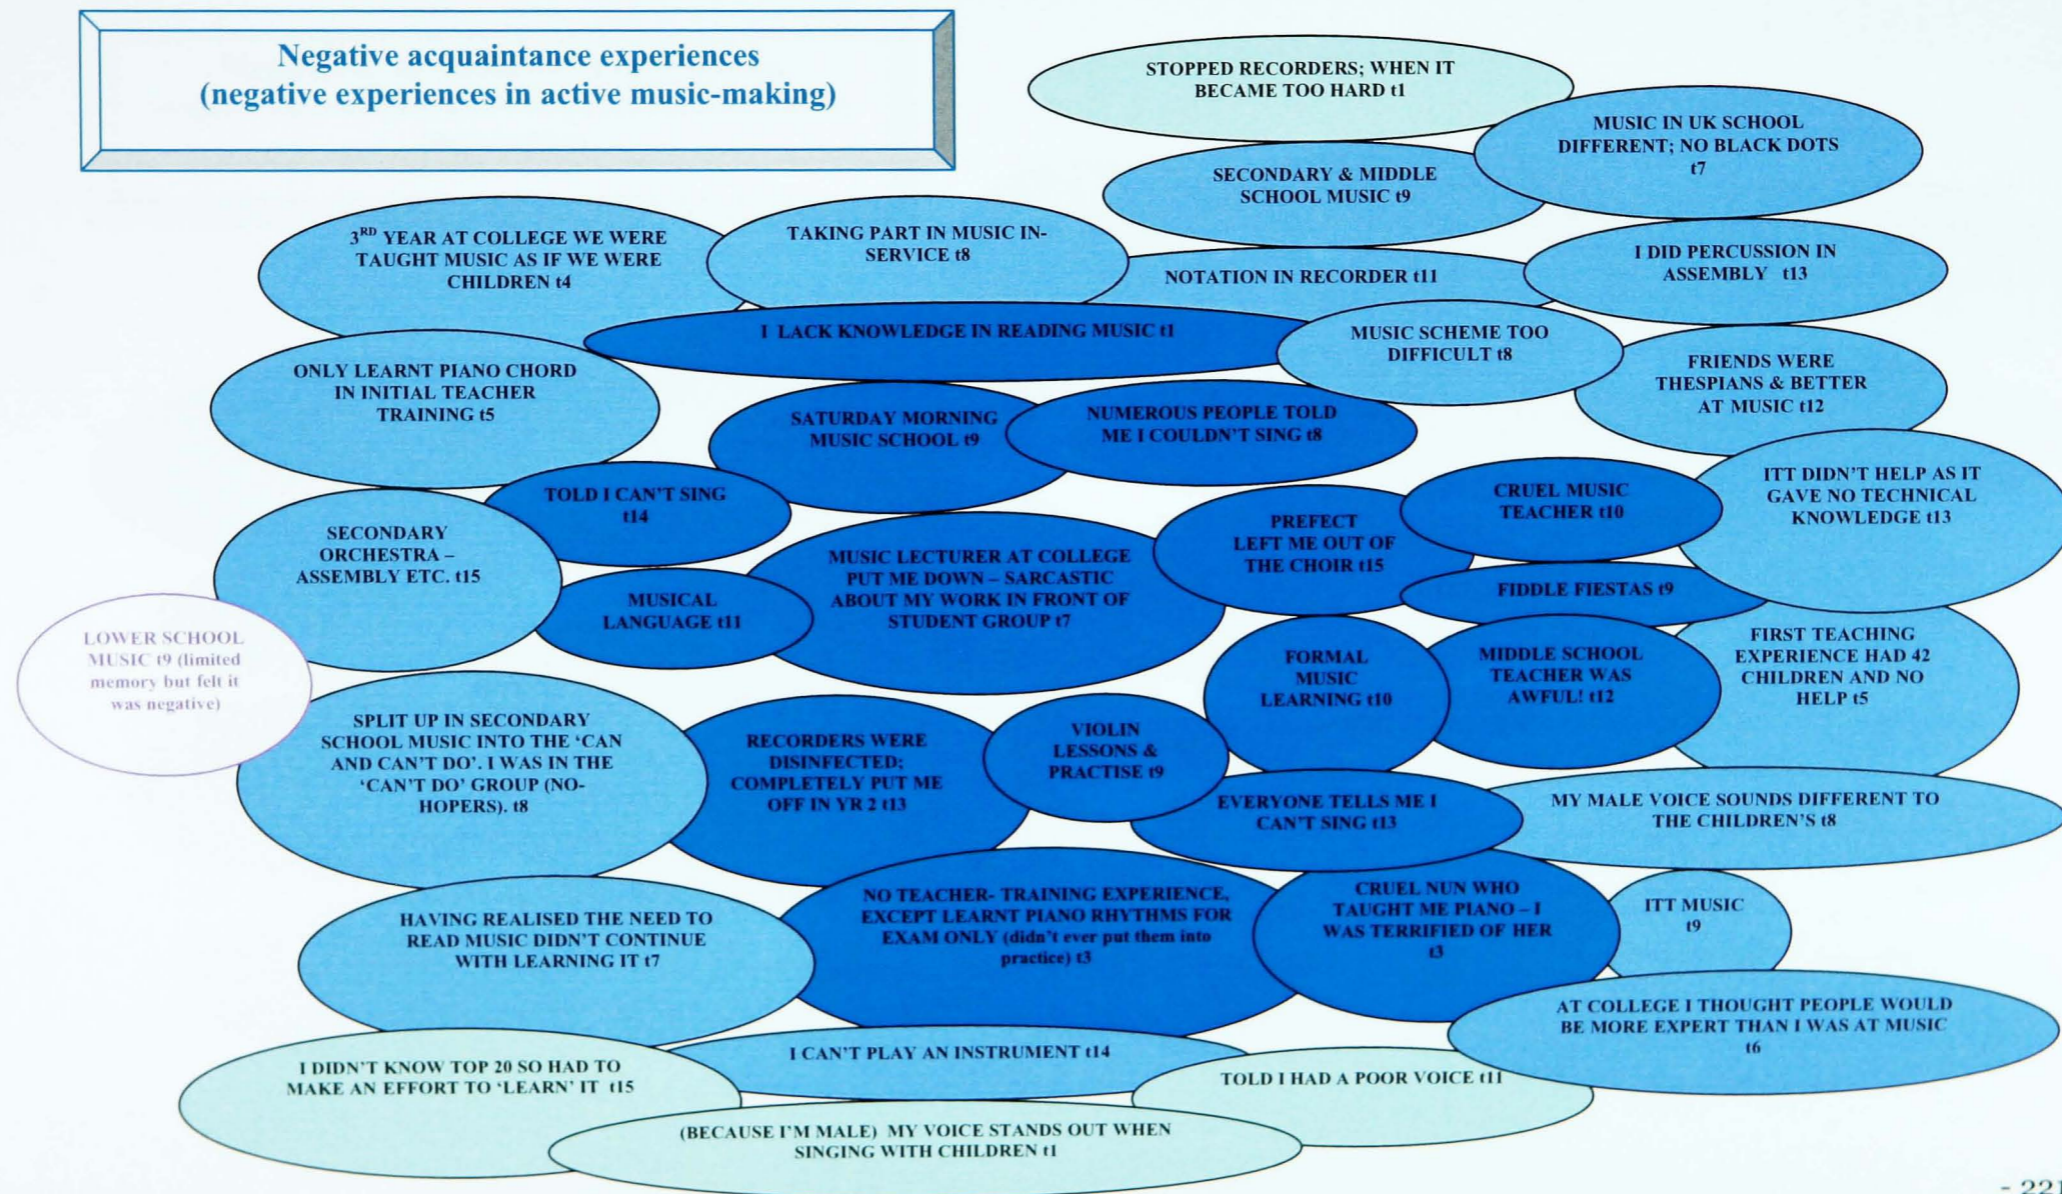 Negative acquaintance experiences
(negative experiences in active music-making)
STOPPED RECORDERS; WHEN IT
BECAME TOO HARD t1
MUSIC IN UK SCHOOL
DIFFERENT; NO BLACK DOTS
t7
SECONDARY & MIDDLE
SCHOOL MUSIC t9
3RD YEAR AT COLLEGE WE WERE
TAUGHT MUSIC AS IF WE WERE
CHILDREN t4
TAKING PART IN MUSIC IN-
SERVICE t8
NOTATION IN RECORDER t11
I DID PERCUSSION IN
ASSEMBLY t13
I LACK KNOWLEDGE IN READING MUSIC t1
MUSIC SCHEME TOO
DIFFICULT t8
FRIENDS WERE
THESPIANS & BETTER
AT MUSIC t12
ONLY LEARNT PIANO CHORD
IN INITIAL TEACHER
TRAINING t5
SATURDAY MORNING
MUSIC SCHOOL t9
NUMEROUS PEOPLE TOLD
ME I COULDN'T SING t8
TOLD I CAN'T SING
t14
CRUEL MUSIC
TEACHER t10
ITT DIDN'T HELP AS IT
GAVE NO TECHNICAL
KNOWLEDGE t13
SECONDARY
ORCHESTRA –
ASSEMBLY ETC. t15
MUSIC LECTURER AT COLLEGE
PUT ME DOWN – SARCASTIC
ABOUT MY WORK IN FRONT OF
STUDENT GROUP t7
PREFECT
LEFT ME OUT OF
THE CHOIR t15
FIDDLE FIESTAS t9
MUSICAL
LANGUAGE t11
LOWER SCHOOL
MUSIC t9 (limited
memory but felt it
was negative)
FORMAL
MUSIC
LEARNING t10
MIDDLE SCHOOL
TEACHER WAS
AWFUL! t12
FIRST TEACHING
EXPERIENCE HAD 42
CHILDREN AND NO
HELP t5
SPLIT UP IN SECONDARY
SCHOOL MUSIC INTO THE 'CAN
AND CAN'T DO'. I WAS IN THE
'CAN'T DO' GROUP (NO-
HOPERS). t8
RECORDERS WERE
DISINFECTED;
COMPLETELY PUT ME
OFF IN YR 2 t13
VIOLIN
LESSONS &
PRACTISE t9
EVERYONE TELLS ME I
CAN'T SING t13
MY MALE VOICE SOUNDS DIFFERENT TO
THE CHILDREN'S t8
HAVING REALISED THE NEED TO
READ MUSIC DIDN'T CONTINUE
WITH LEARNING IT t7
NO TEACHER- TRAINING EXPERIENCE,
EXCEPT LEARNT PIANO RHYTHMS FOR
EXAM ONLY (didn't ever put them into
practice) t3
CRUEL NUN WHO
TAUGHT ME PIANO – I
WAS TERRIFIED OF HER
t3
ITT MUSIC
t9
AT COLLEGE I THOUGHT PEOPLE WOULD
BE MORE EXPERT THAN I WAS AT MUSIC
t6
I DIDN'T KNOW TOP 20 SO HAD TO
MAKE AN EFFORT TO 'LEARN' IT t15
I CAN'T PLAY AN INSTRUMENT t14
TOLD I HAD A POOR VOICE t11
(BECAUSE I'M MALE) MY VOICE STANDS OUT WHEN
SINGING WITH CHILDREN t1
- 221